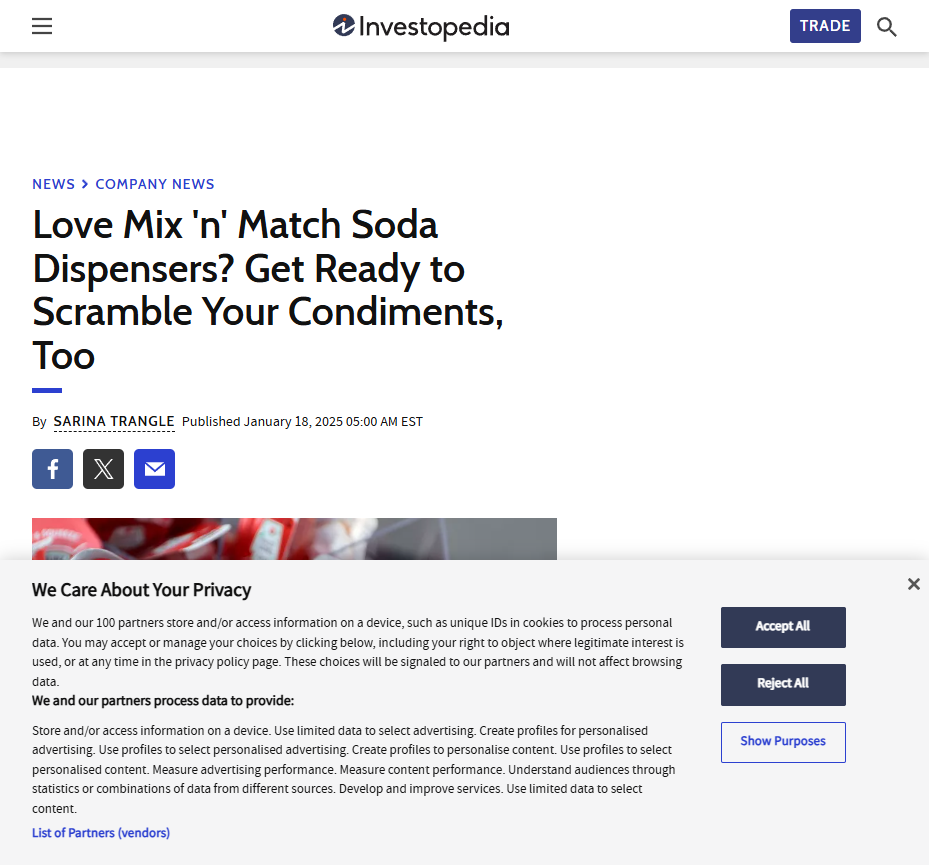 Investopedia
TRADE
NEWS > COMPANY NEWS
Love Mix 'n' Match Soda
Dispensers? Get Ready to
Scramble Your Condiments,
Too
By SARINA TRANGLE Published January 18, 2025 05:00 AM EST
We Care About Your Privacy
We and our 100 partners store and/or access information on a device, such as unique IDs in cookies to process personal
data. You may accept or manage your choices by clicking below, including your right to object where legitimate interest is
used, or at any time in the privacy policy page. These choices will be signaled to our partners and will not affect browsing
data.
We and our partners process data to provide:
Store and/or access information on a device. Use limited data to select advertising. Create profiles for personalised
advertising. Use profiles to select personalised advertising. Create profiles to personalise content. Use profiles to select
personalised content. Measure advertising performance. Measure content performance. Understand audiences through
statistics or combinations of data from different sources. Develop and improve services. Use limited data to select
content.
List of Partners (vendors)
Accept All
Reject All
Show Purposes